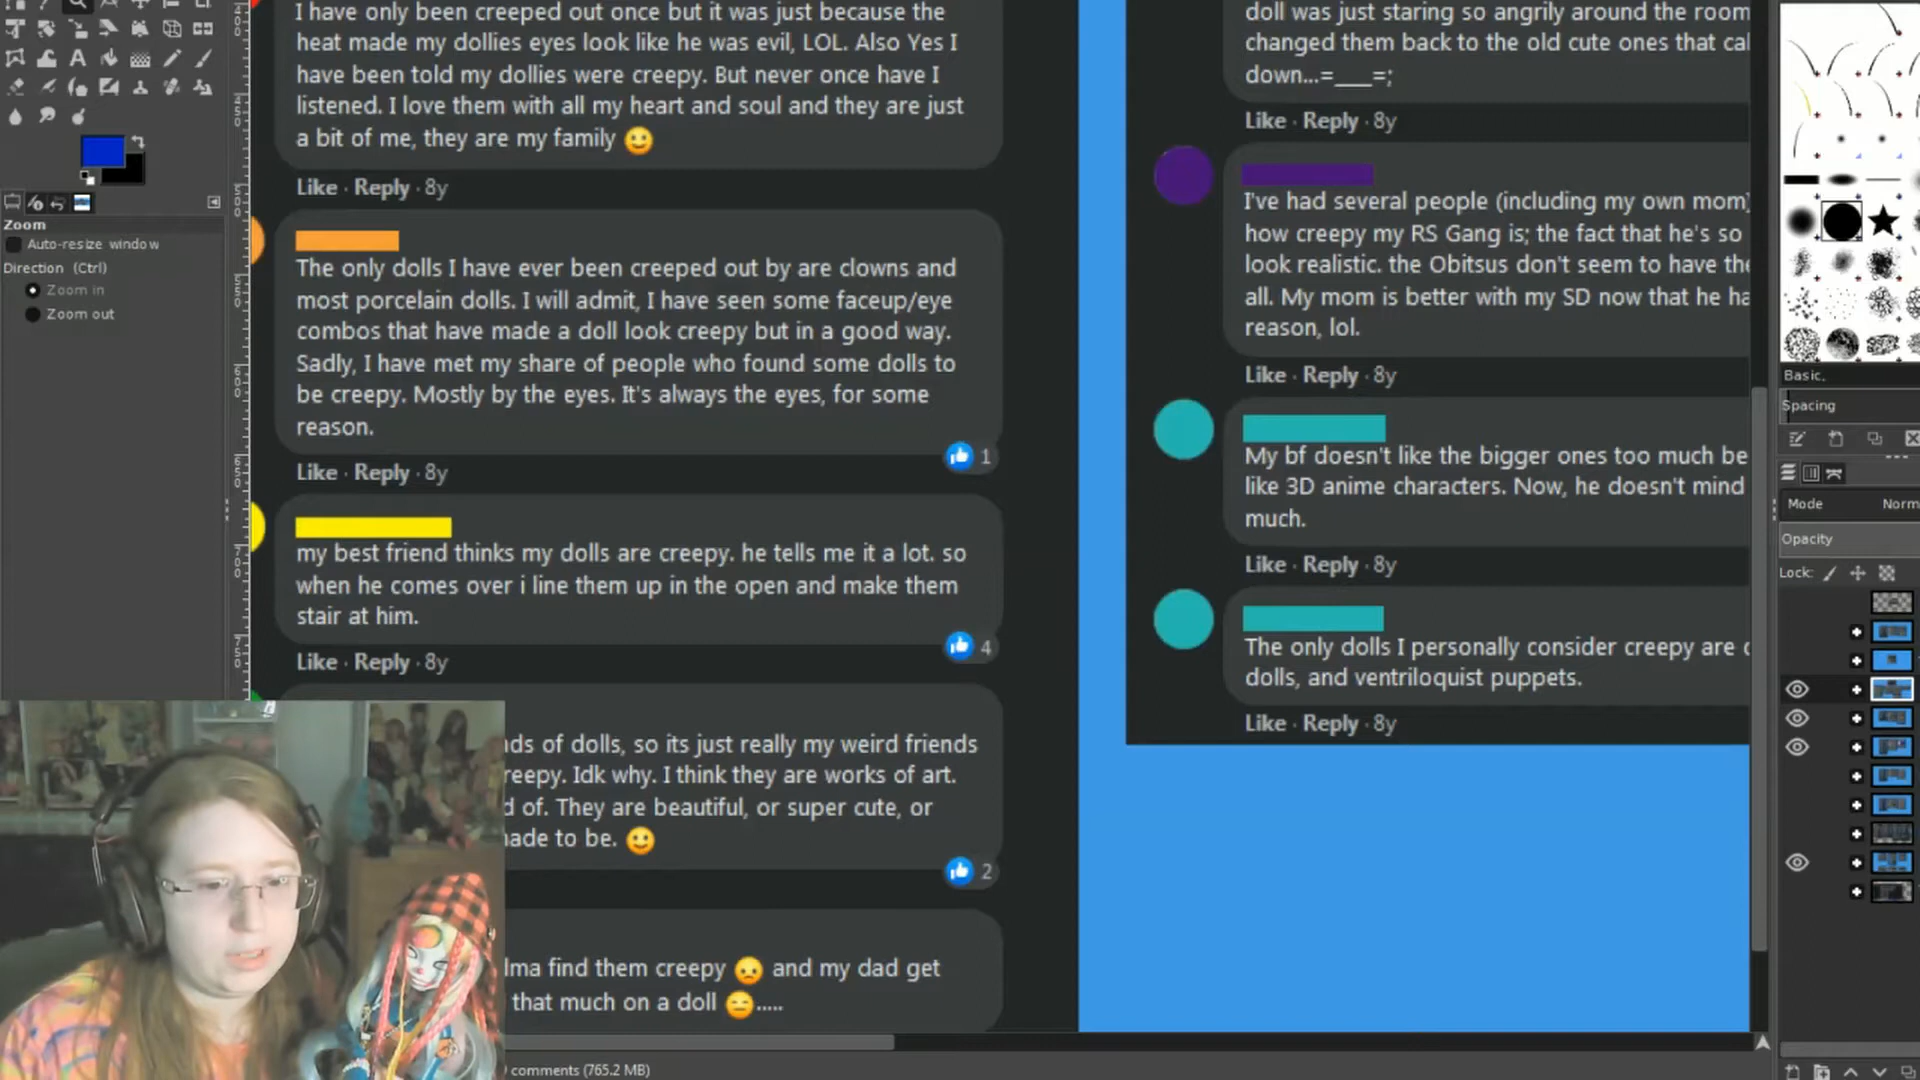 I have only been creeped out once but it was just because the
heat made my dollies eyes look like he was evil, LOL. Also Yes I
have been told my dollies were creepy. But never once have I
listened. I love them with all my heart and soul and they are just
a bit of me, they are my family
Like · Reply · 8y
The only dolls I have ever been creeped out by are clowns and
most porcelain dolls. I will admit, I have seen some faceup/eye
combos that have made a doll look creepy but in a good way.
Sadly, I have met my share of people who found some dolls to
be creepy. Mostly by the eyes. It's always the eyes, for some
reason.
1
Like · Reply · 8y
my best friend thinks my dolls are creepy. he tells me it a lot. so
when he comes over i line them up in the open and make them
stair at him.
4
Like · Reply · 8y
of dolls, so its just really my weird friends
Idk why. I think they are works of art.
of. They are beautiful, or super cute, or
to be.
2
find them creepy 😞 and my dad get
that much on a doll 😑.....
doll was just staring so angrily around the room
changed them back to the old cute ones that
down...=___=;
Like · Reply · 8y
I've had several people (including my own mom)
how creepy my RS Gang is; the fact that he's so
look realistic. the Obitsus don't seem to have
all. My mom is better with my SD now that he
reason, lol.
Like · Reply · 8y
My bf doesn't like the bigger ones too much
like 3D anime characters. Now, he doesn't mind
much.
Like · Reply · 8y
The only dolls I personally consider creepy are
dolls, and ventriloquist puppets.
Like · Reply · 8y
Zoom
Auto-resize window
Direction (Ctrl)
Zoom in
Zoom out
Basic,
Spacing
Mode
Norm
Opacity
Lock:
comments (765.2 MB)